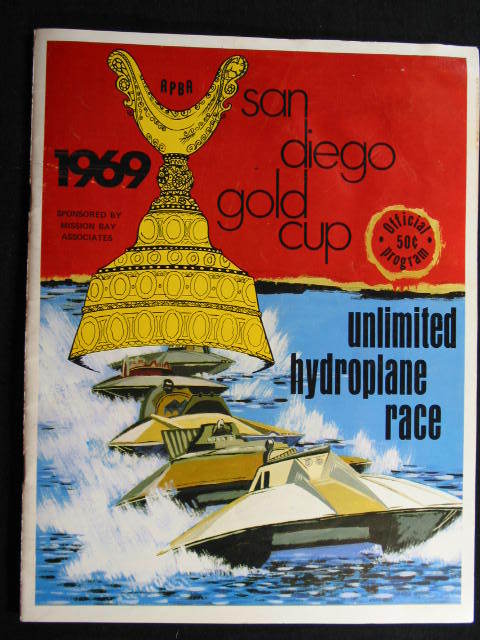 APBA
san
diego
gold
cup
1969
SPONSORED BY
MISSION BAY
ASSOCIATES
Official
50¢
program
unlimited
hydroplane
race